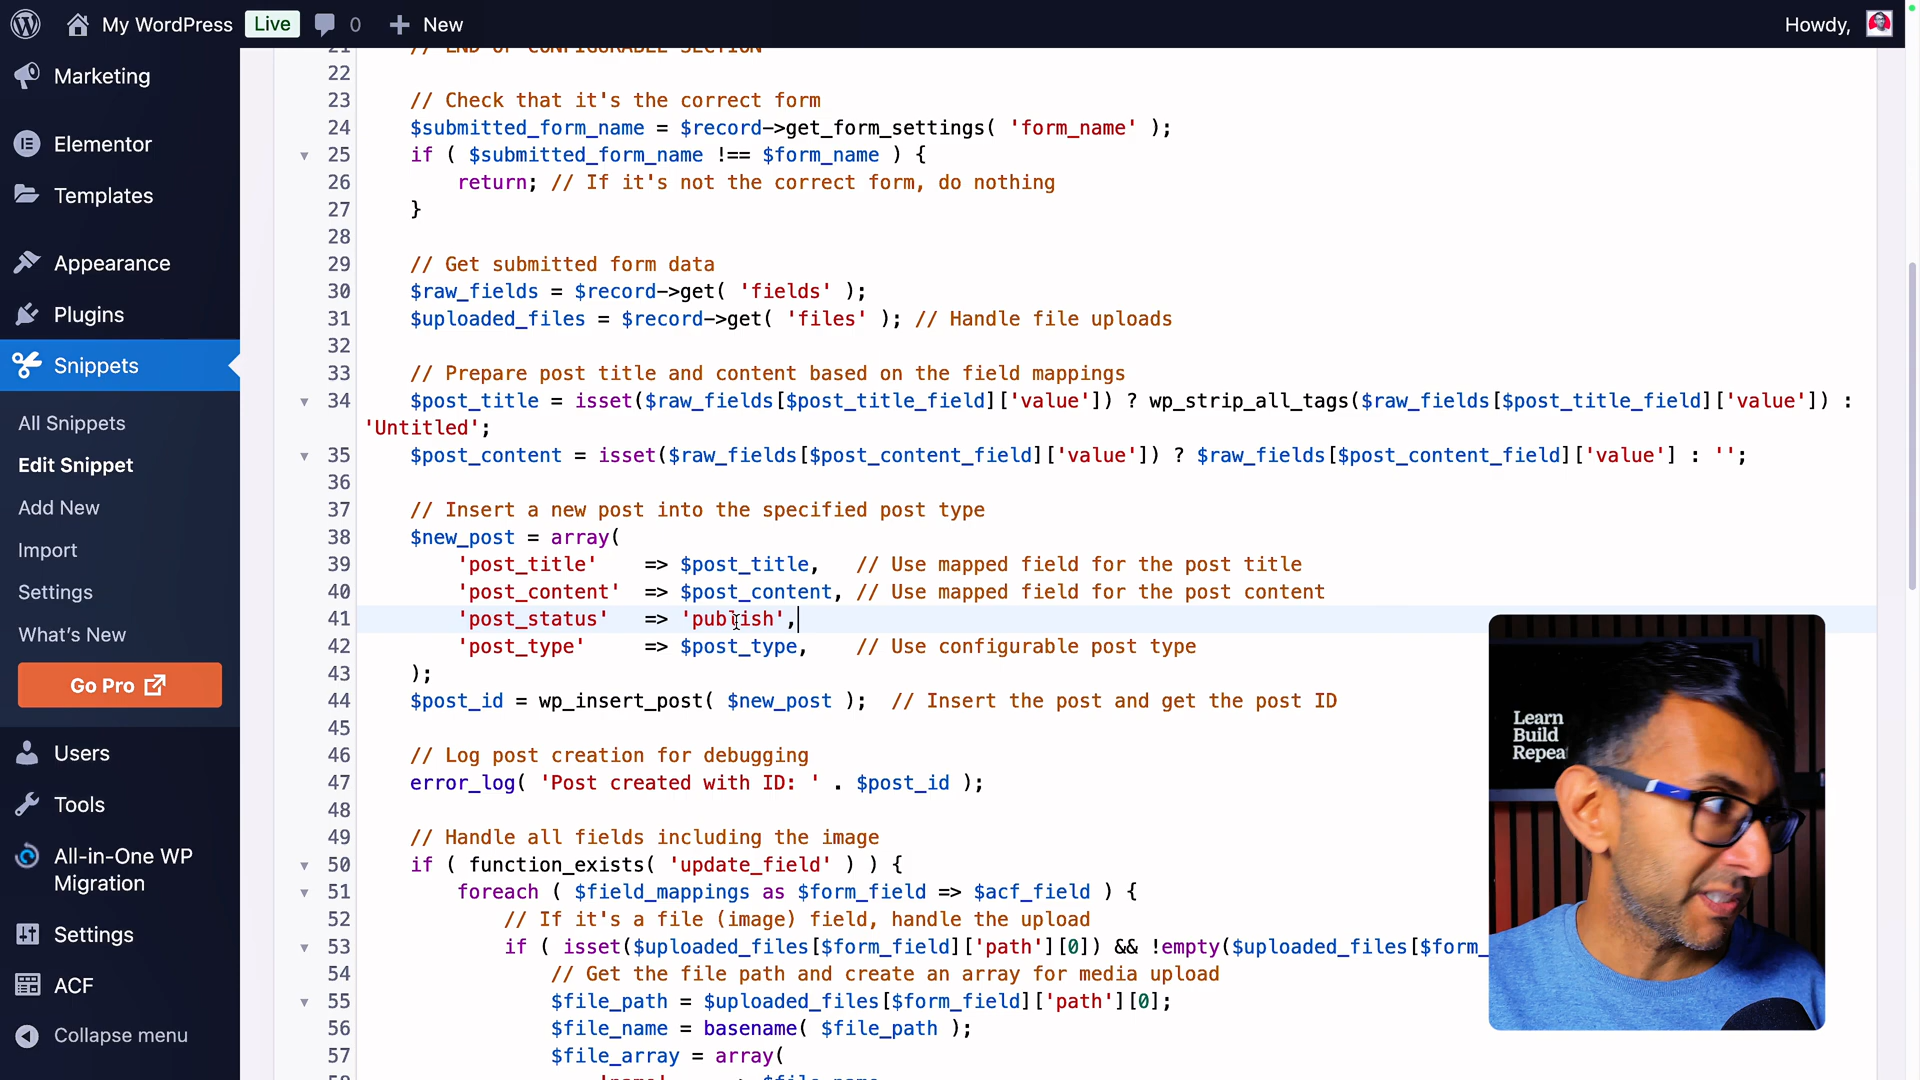 My WordPress Live 0 New Howdy,
Marketing
Elementor
Templates
Appearance
Plugins
Snippets
All Snippets
Edit Snippet
Add New
Import
Settings
What's New
Go Pro
Users
Tools
All-in-One WP
Migration
Settings
ACF
Collapse menu
21 // END OF CONFIGURABLE SECTION
22
23 // Check that it's the correct form
24 $submitted_form_name = $record->get_form_settings( 'form_name' );
25 if ( $submitted_form_name !== $form_name ) {
26 return; // If it's not the correct form, do nothing
27 }
28
29 // Get submitted form data
30 $raw_fields = $record->get( 'fields' );
31 $uploaded_files = $record->get( 'files' ); // Handle file uploads
32
33 // Prepare post title and content based on the field mappings
34 $post_title = isset($raw_fields[$post_title_field]['value']) ? wp_strip_all_tags($raw_fields[$post_title_field]['value']) :
'Untitled';
35 $post_content = isset($raw_fields[$post_content_field]['value']) ? $raw_fields[$post_content_field]['value'] : '';
36
37 // Insert a new post into the specified post type
38 $new_post = array(
39 'post_title' => $post_title, // Use mapped field for the post title
40 'post_content' => $post_content, // Use mapped field for the post content
41 'post_status' => 'publish',
42 'post_type' => $post_type, // Use configurable post type
43 );
44 $post_id = wp_insert_post( $new_post ); // Insert the post and get the post ID
45
46 // Log post creation for debugging
47 error_log( 'Post created with ID: ' . $post_id );
48
49 // Handle all fields including the image
50 if ( function_exists( 'update_field' ) ) {
51 foreach ( $field_mappings as $form_field => $acf_field ) {
52 // If it's a file (image) field, handle the upload
53 if ( isset($uploaded_files[$form_field]['path'][0]) && !empty($uploaded_files[$form_
54 // Get the file path and create an array for media upload
55 $file_path = $uploaded_files[$form_field]['path'][0];
56 $file_name = basename( $file_path );
57 $file_array = array(
Learn
Build
Repeat